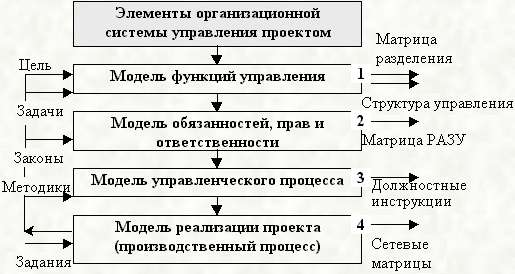 Элементы организационной
системы управления проектом
Матрица
разделения
Цель
Модель функций управления 1
Задачи
Структура управления
Модель обязанностей, прав и
ответственности
2
Матрица РАЗУ
Законы
Методики
Модель управленческого процесса 3
Должностные
инструкции
Модель реализации проекта
(производственный процесс)
4
Задания
Сетевые
матрицы